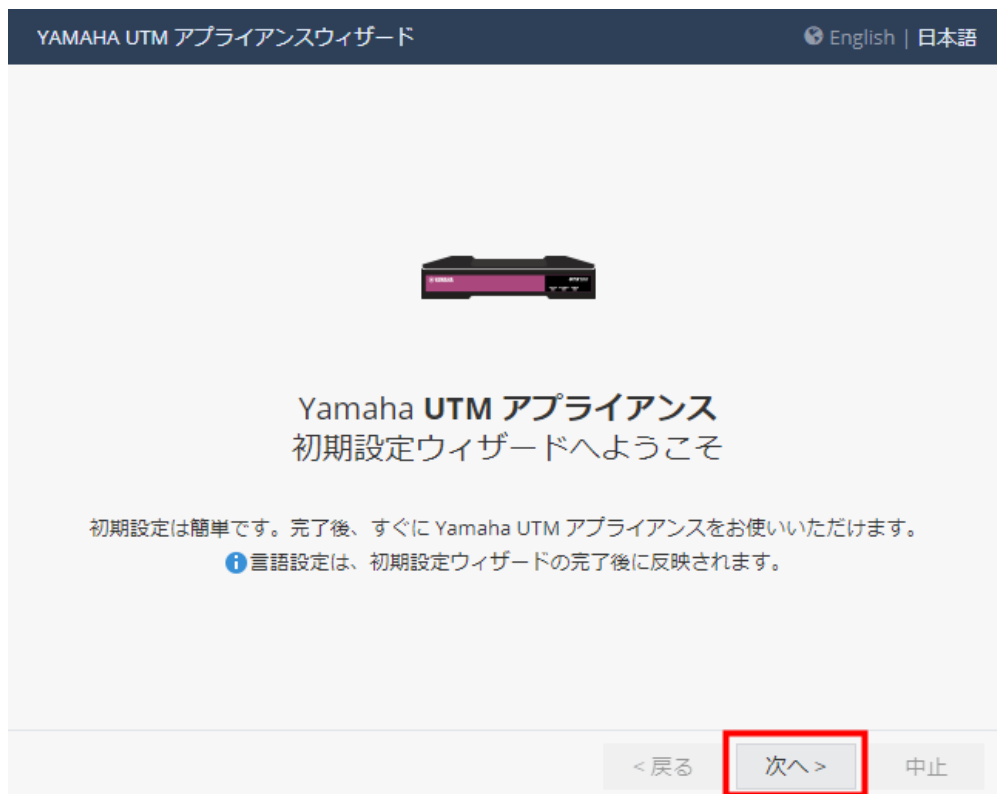 YAMAHA UTM アプライアンスウィザード
English | 日本語
YAMAHA
Yamaha UTM アプライアンス
初期設定ウィザードへようこそ
初期設定は簡単です。完了後、すぐに Yamaha UTM アプライアンスをお使いいただけます。
言語設定は、初期設定ウィザードの完了後に反映されます。
< 戻る
次へ >
中止